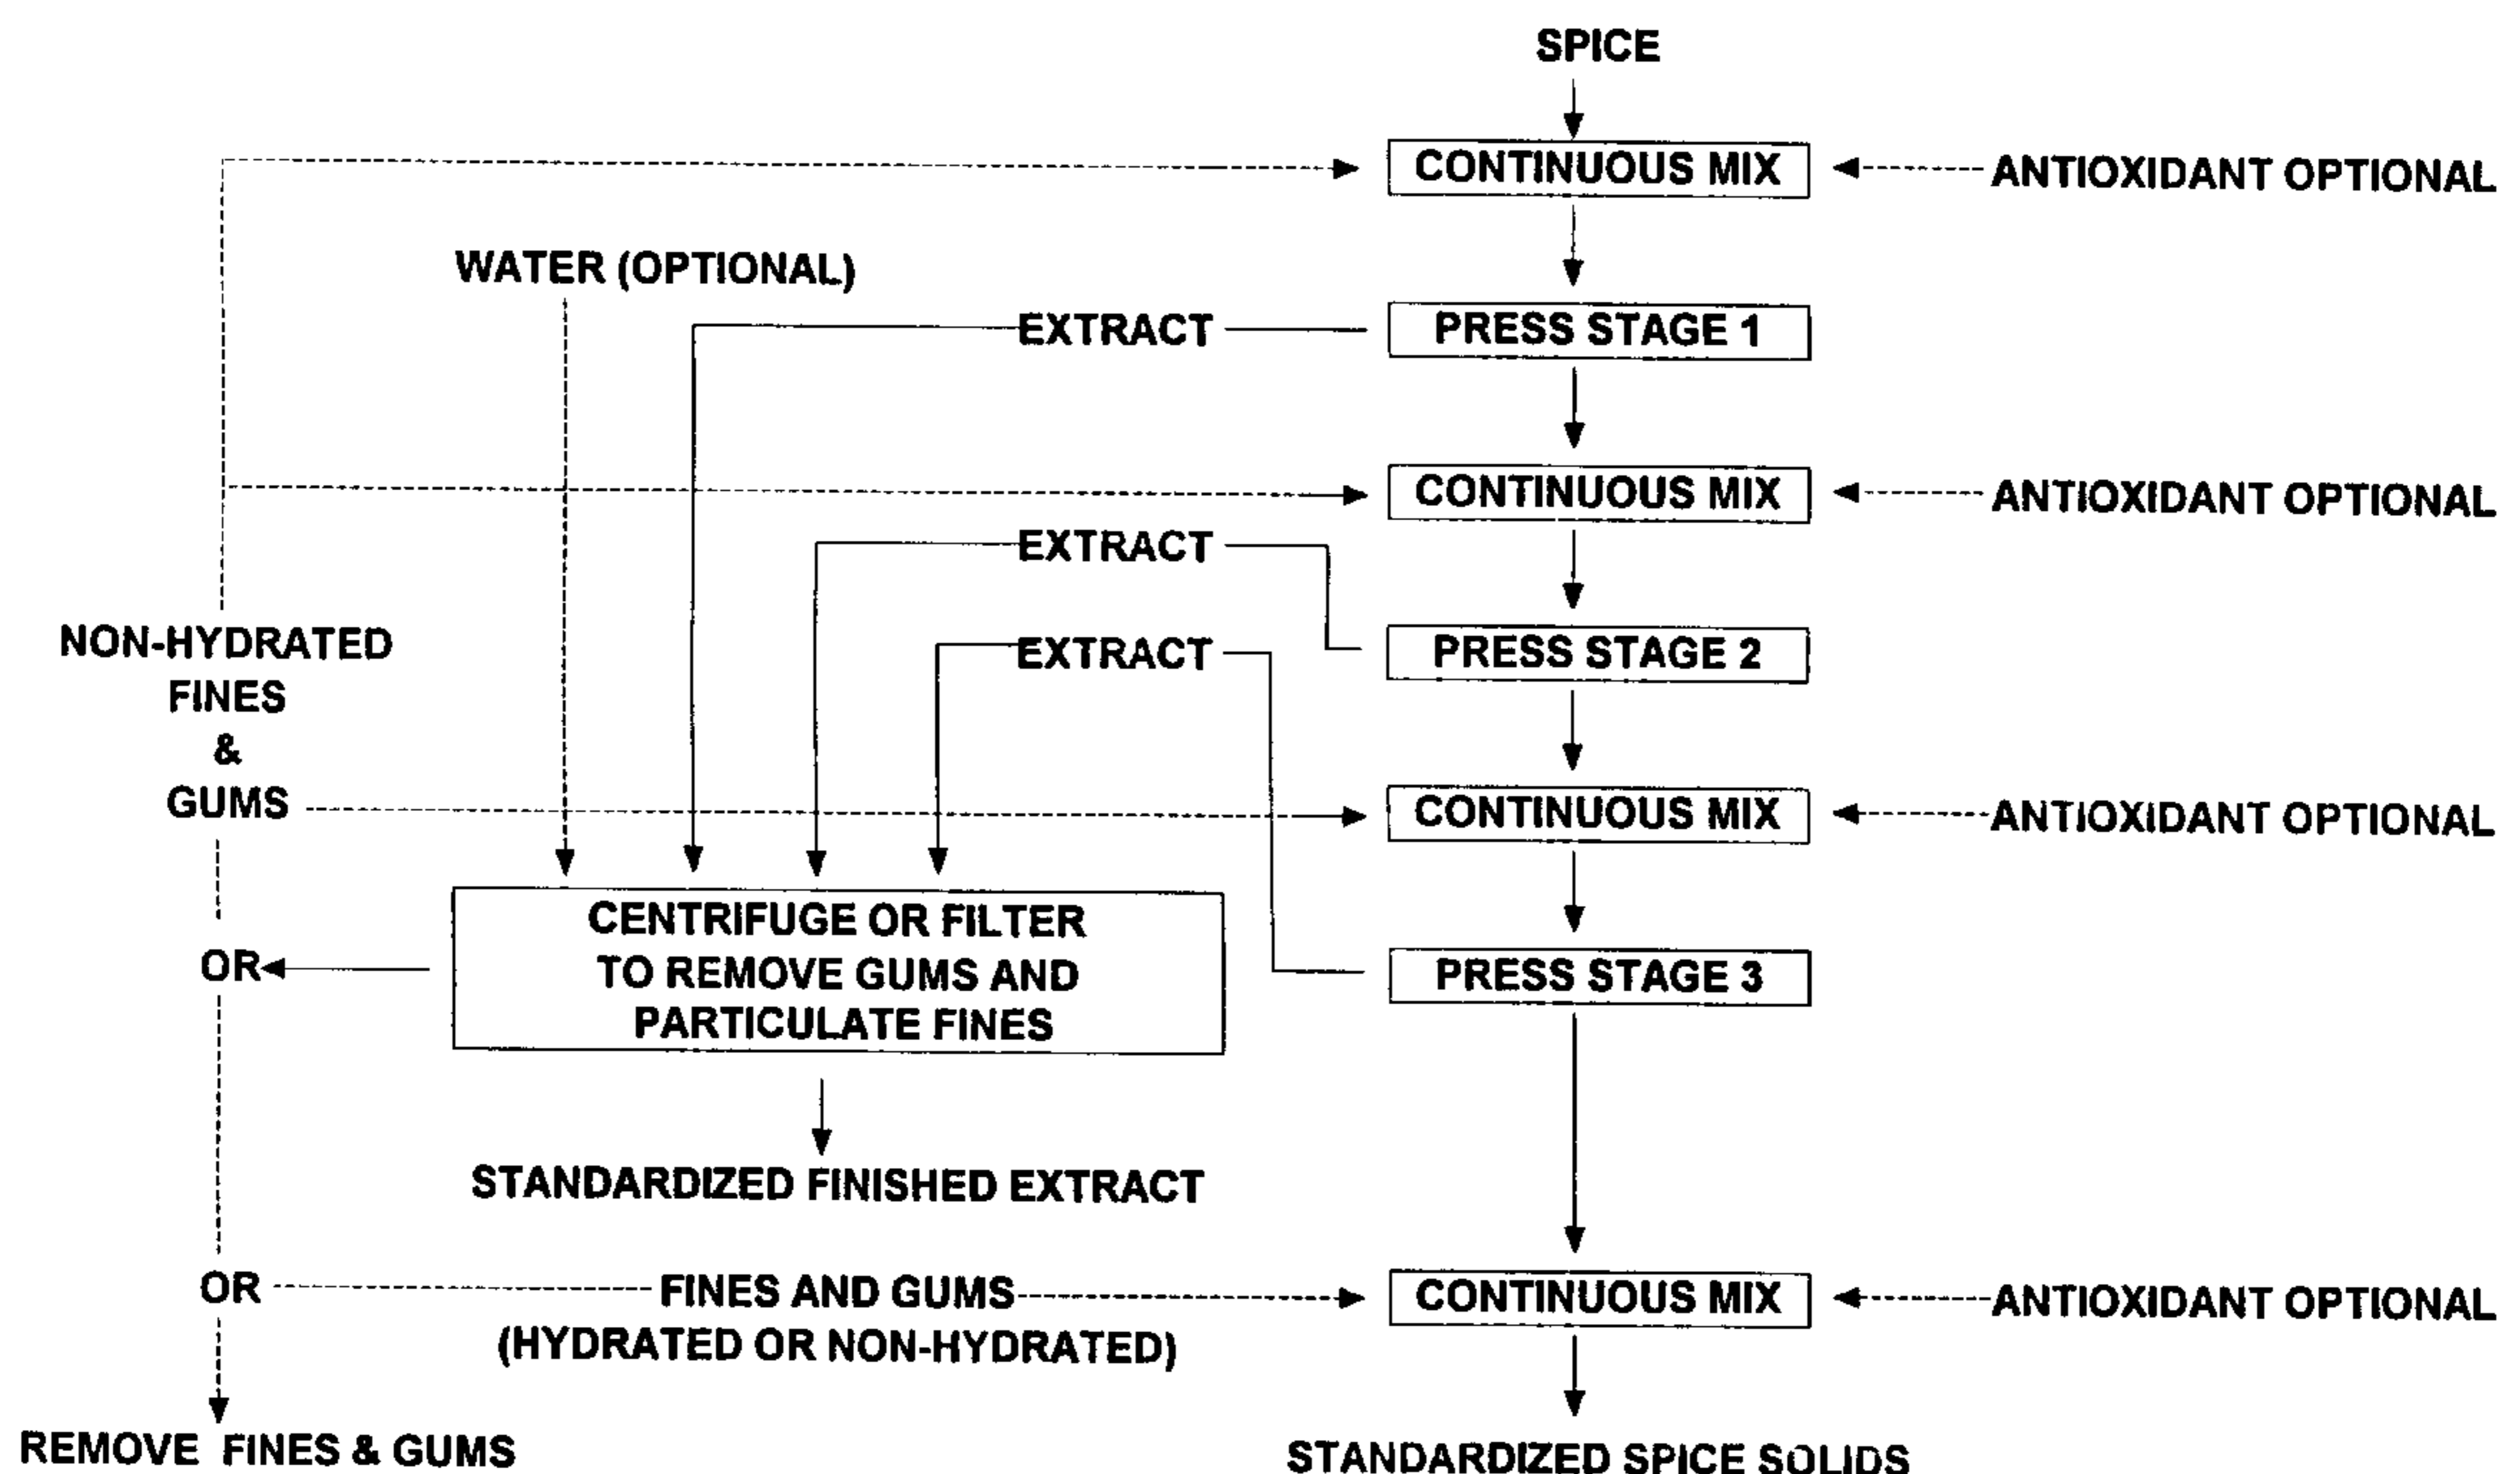 SPICE
CONTINUOUS MIX
ANTIOXIDANT OPTIONAL
WATER (OPTIONAL)
EXTRACT
PRESS STAGE 1
CONTINUOUS MIX
ANTIOXIDANT OPTIONAL
EXTRACT
NON-HYDRATED
FINES
&
GUMS
EXTRACT
PRESS STAGE 2
CONTINUOUS MIX
ANTIOXIDANT OPTIONAL
CENTRIFUGE OR FILTER
TO REMOVE GUMS AND
PARTICULATE FINES
OR
PRESS STAGE 3
STANDARDIZED FINISHED EXTRACT
OR
FINES AND GUMS
(HYDRATED OR NON-HYDRATED)
CONTINUOUS MIX
ANTIOXIDANT OPTIONAL
REMOVE FINES & GUMS
STANDARDIZED SPICE SOLIDS